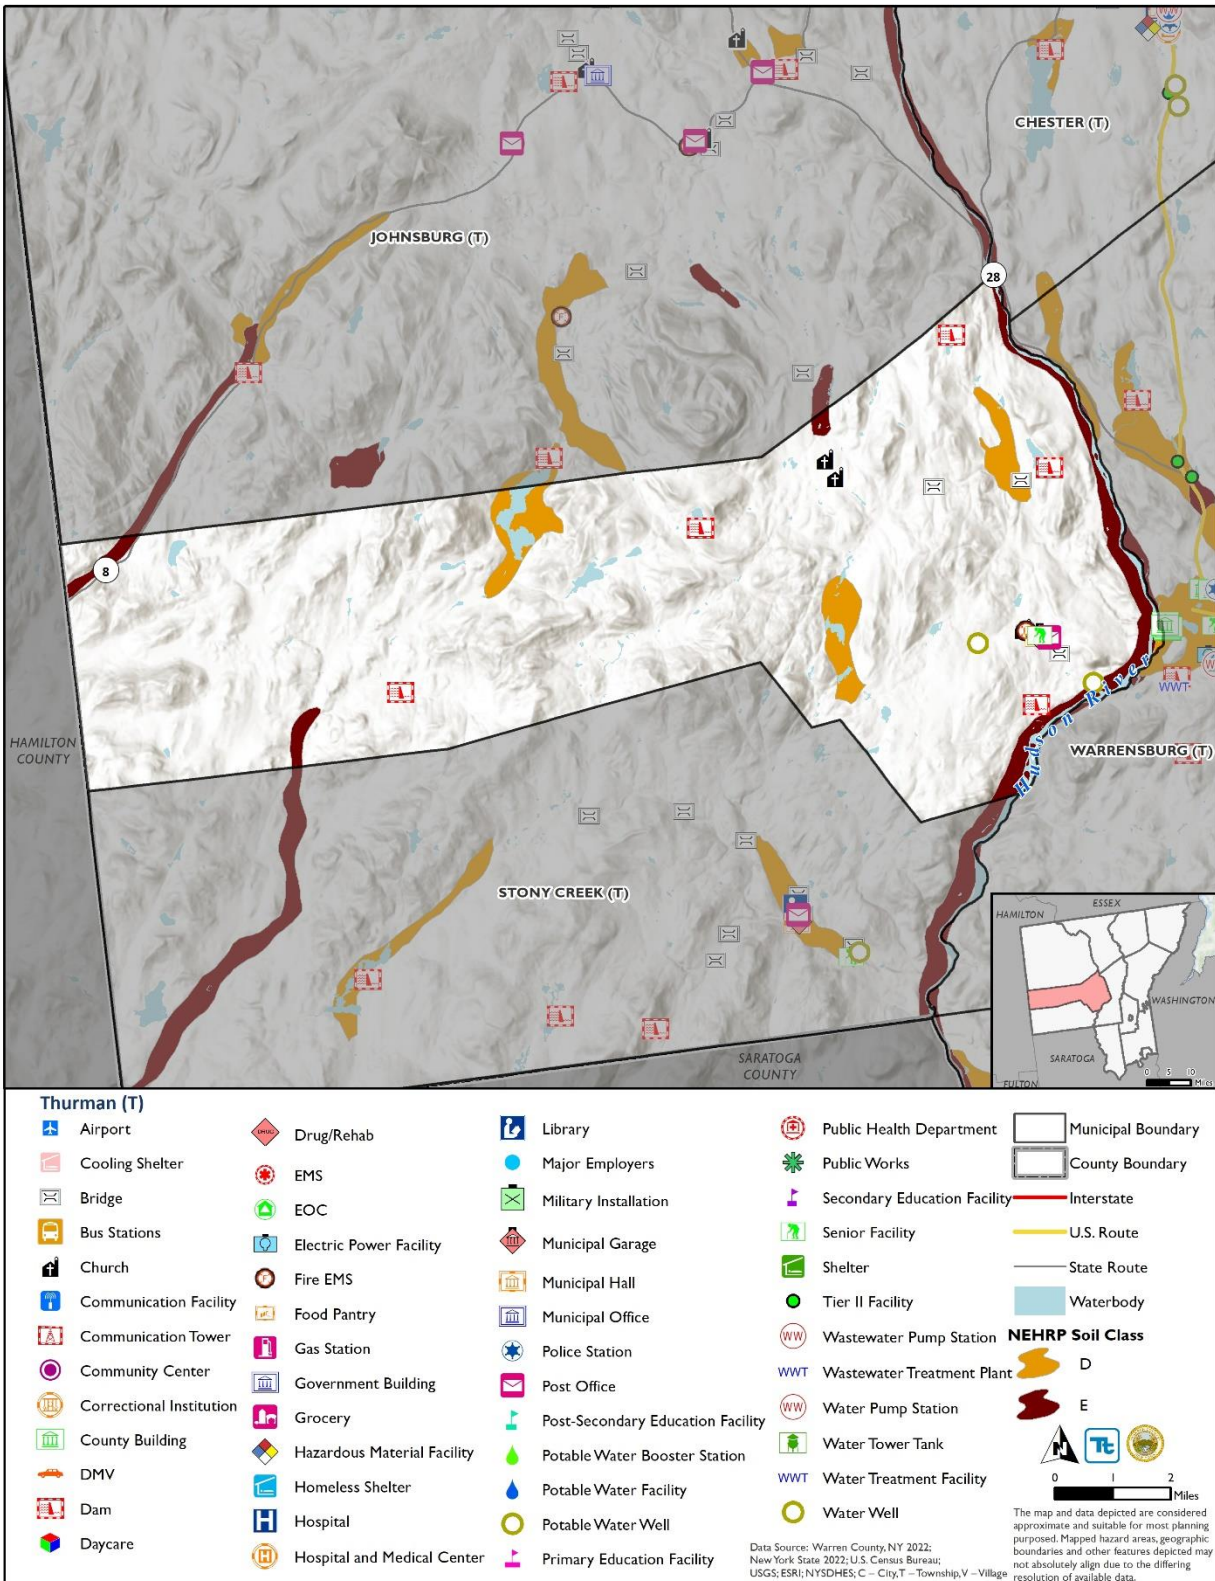 CHESTER (T)
JOHNSBURG (T)
28
F
8
HAMILTON
COUNTY
WWT
Hudson River
WARRENSBURG (T)
STONY CREEK (T)
SARATOGA
COUNTY
HAMILTON
ESSEX
WASHINGTON
SARATOGA
FULTON
0 5 10
Miles
Thurman (T)
Airport
Cooling Shelter
Bridge
Bus Stations
Church
Communication Facility
Communication Tower
Community Center
Correctional Institution
County Building
DMV
Dam
Daycare
DRUG
Drug/Rehab
EMS
EOC
Electric Power Facility
F
Fire EMS
Food Pantry
Gas Station
Government Building
Grocery
Hazardous Material Facility
Homeless Shelter
H
Hospital
H
Hospital and Medical Center
Library
Major Employers
Military Installation
Municipal Garage
Municipal Hall
Municipal Office
Police Station
Post Office
Post-Secondary Education Facility
Potable Water Booster Station
Potable Water Facility
Potable Water Well
Primary Education Facility
Public Health Department
Public Works
Secondary Education Facility
Senior Facility
Shelter
Tier II Facility
WW Wastewater Pump Station
WWT Wastewater Treatment Plant
WW Water Pump Station
Water Tower Tank
WWT Water Treatment Facility
Water Well
Municipal Boundary
County Boundary
Interstate
U.S. Route
State Route
Waterbody
NEHRP Soil Class
D
E
N
Tt
0 1 2
Miles
Data Source: Warren County, NY 2022;
New York State 2022; U.S. Census Bureau;
USGS; ESRI; NYSDHES; C – City, T – Township, V – Village
The map and data depicted are considered
approximate and suitable for most planning
purposed. Mapped hazard areas, geographic
boundaries and other features depicted may
not absolutely align due to the differing
resolution of available data.